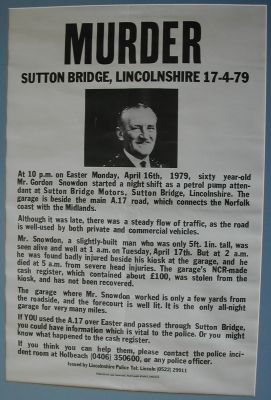 MURDER
SUTTON BRIDGE, LINCOLNSHIRE 17-4-79
At 10 p.m. on Easter Monday, April 16th, 1979, sixty year-old
Mr. Gordon Snowdon started a night shift as a petrol pump atten-
dant at Sutton Bridge Motors, Sutton Bridge, Lincolnshire. The
garage is beside the main A.17 road, which connects the Norfolk
coast with the Midlands.
Although it was late, there was a steady flow of traffic, as the road
is well-used by both private and commercial vehicles.
Mr. Snowdon, a slightly-built man who was only 5ft. 1in. tall, was
seen alive and well at 1 a.m. on Tuesday, April 17th. But at 2 a.m.
he was found badly injured beside his kiosk at the garage, and he
died at 5 a.m. from severe head injuries. The garage's NCR-made
cash register, which contained about £100, was stolen from the
kiosk, and has not been recovered.
The garage where Mr. Snowdon worked is only a few yards from
the roadside, and the forecourt is well lit. It is the only all-night
garage for very many miles.
If YOU used the A.17 over Easter and passed through Sutton Bridge,
you could have information which is vital to the police. Or you might
know what happened to the cash register.
If you think you can help them, please contact the police inci-
dent room at Holbeach (0406) 350600, or any police officer.
Issued by Lincolnshire Police Tel: Lincoln (0522) 29911